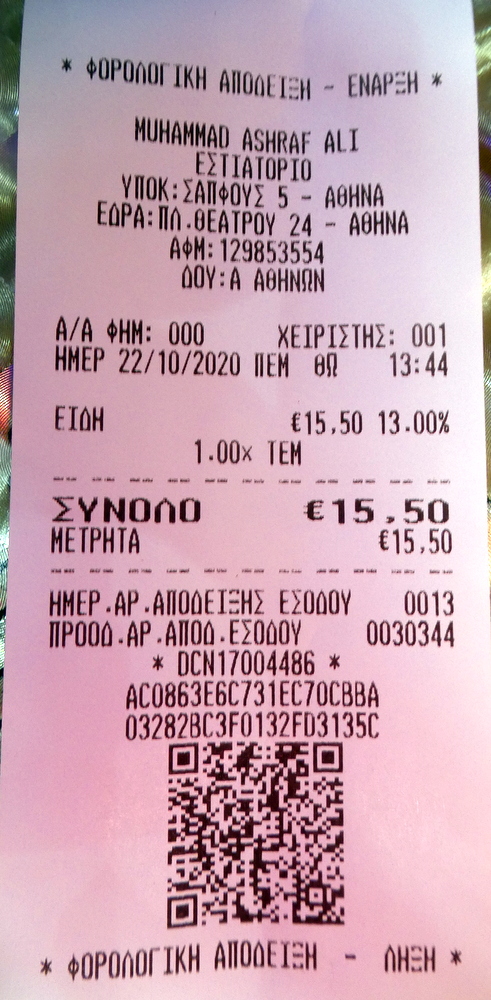 * ΦΟΡΟΛΟΓΙΚΗ ΑΠΟΔΕΙΞΗ - ΕΝΑΡΞΗ *
MUHAMMAD ASHRAF ALI
ΕΣΤΙΑΤΟΡΙΟ
ΥΠΟΚ:ΣΑΠΦΟΥΣ 5 - ΑΘΗΝΑ
ΕΔΡΑ:ΠΛ.ΘΕΑΤΡΟΥ 24 - ΑΘΗΝΑ
ΑΦΜ:129853554
ΔΟΥ:Α ΑΘΗΝΩΝ
Α/Α ΦΗΜ: 000 ΧΕΙΡΙΣΤΗΣ: 001
ΗΜΕΡ 22/10/2020 ΠΕΜ ΘΠ 13:44
ΕΙΔΗ €15,50 13.00%
1.00x ΤΕΜ
ΣΥΝΟΛΟ €15,50
ΜΕΤΡΗΤΑ €15,50
ΗΜΕΡ.ΑΡ.ΑΠΟΔΕΙΞΗΣ ΕΣΟΔΟΥ 0013
ΠΡΟΟΔ.ΑΡ.ΑΠΟΔ.ΕΣΟΔΟΥ 0030344
* DCN17004486 *
AC0863E6C731EC70CBBA
03282BC3F0132FD3135C
* ΦΟΡΟΛΟΓΙΚΗ ΑΠΟΔΕΙΞΗ - ΛΗΞΗ *